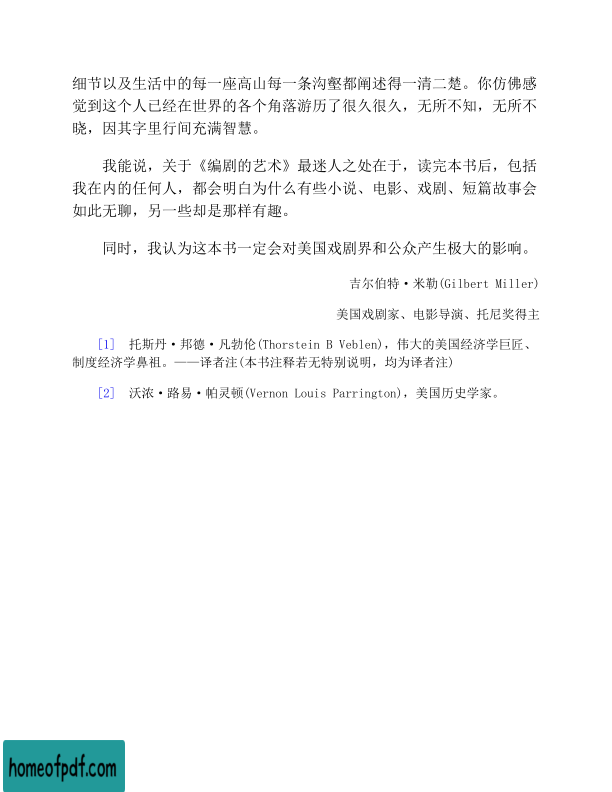 细节以及生活中的每一座高山每一条沟壑都阐述得一清二楚。你仿佛感
觉到这个人已经在世界的各个角落游历了很久很久，无所不知，无所不
晓，因其字里行间充满智慧。
我能说，关于《编剧的艺术》最迷人之处在于，读完本书后，包括
我在内的任何人，都会明白为什么有些小说、电影、戏剧、短篇故事会
如此无聊，另一些却是那样有趣。
同时，我认为这本书一定会对美国戏剧界和公众产生极大的影响。
吉尔伯特·米勒(Gilbert Miller)
美国戏剧家、电影导演、托尼奖得主
[1] 托斯丹·邦德·凡勃伦(Thorstein B Veblen)，伟大的美国经济学巨匠、
制度经济学鼻祖。——译者注(本书注释若无特别说明，均为译者注)
[2] 沃浓·路易·帕灵顿(Vernon Louis Parrington)，美国历史学家。
homeofpdf.com